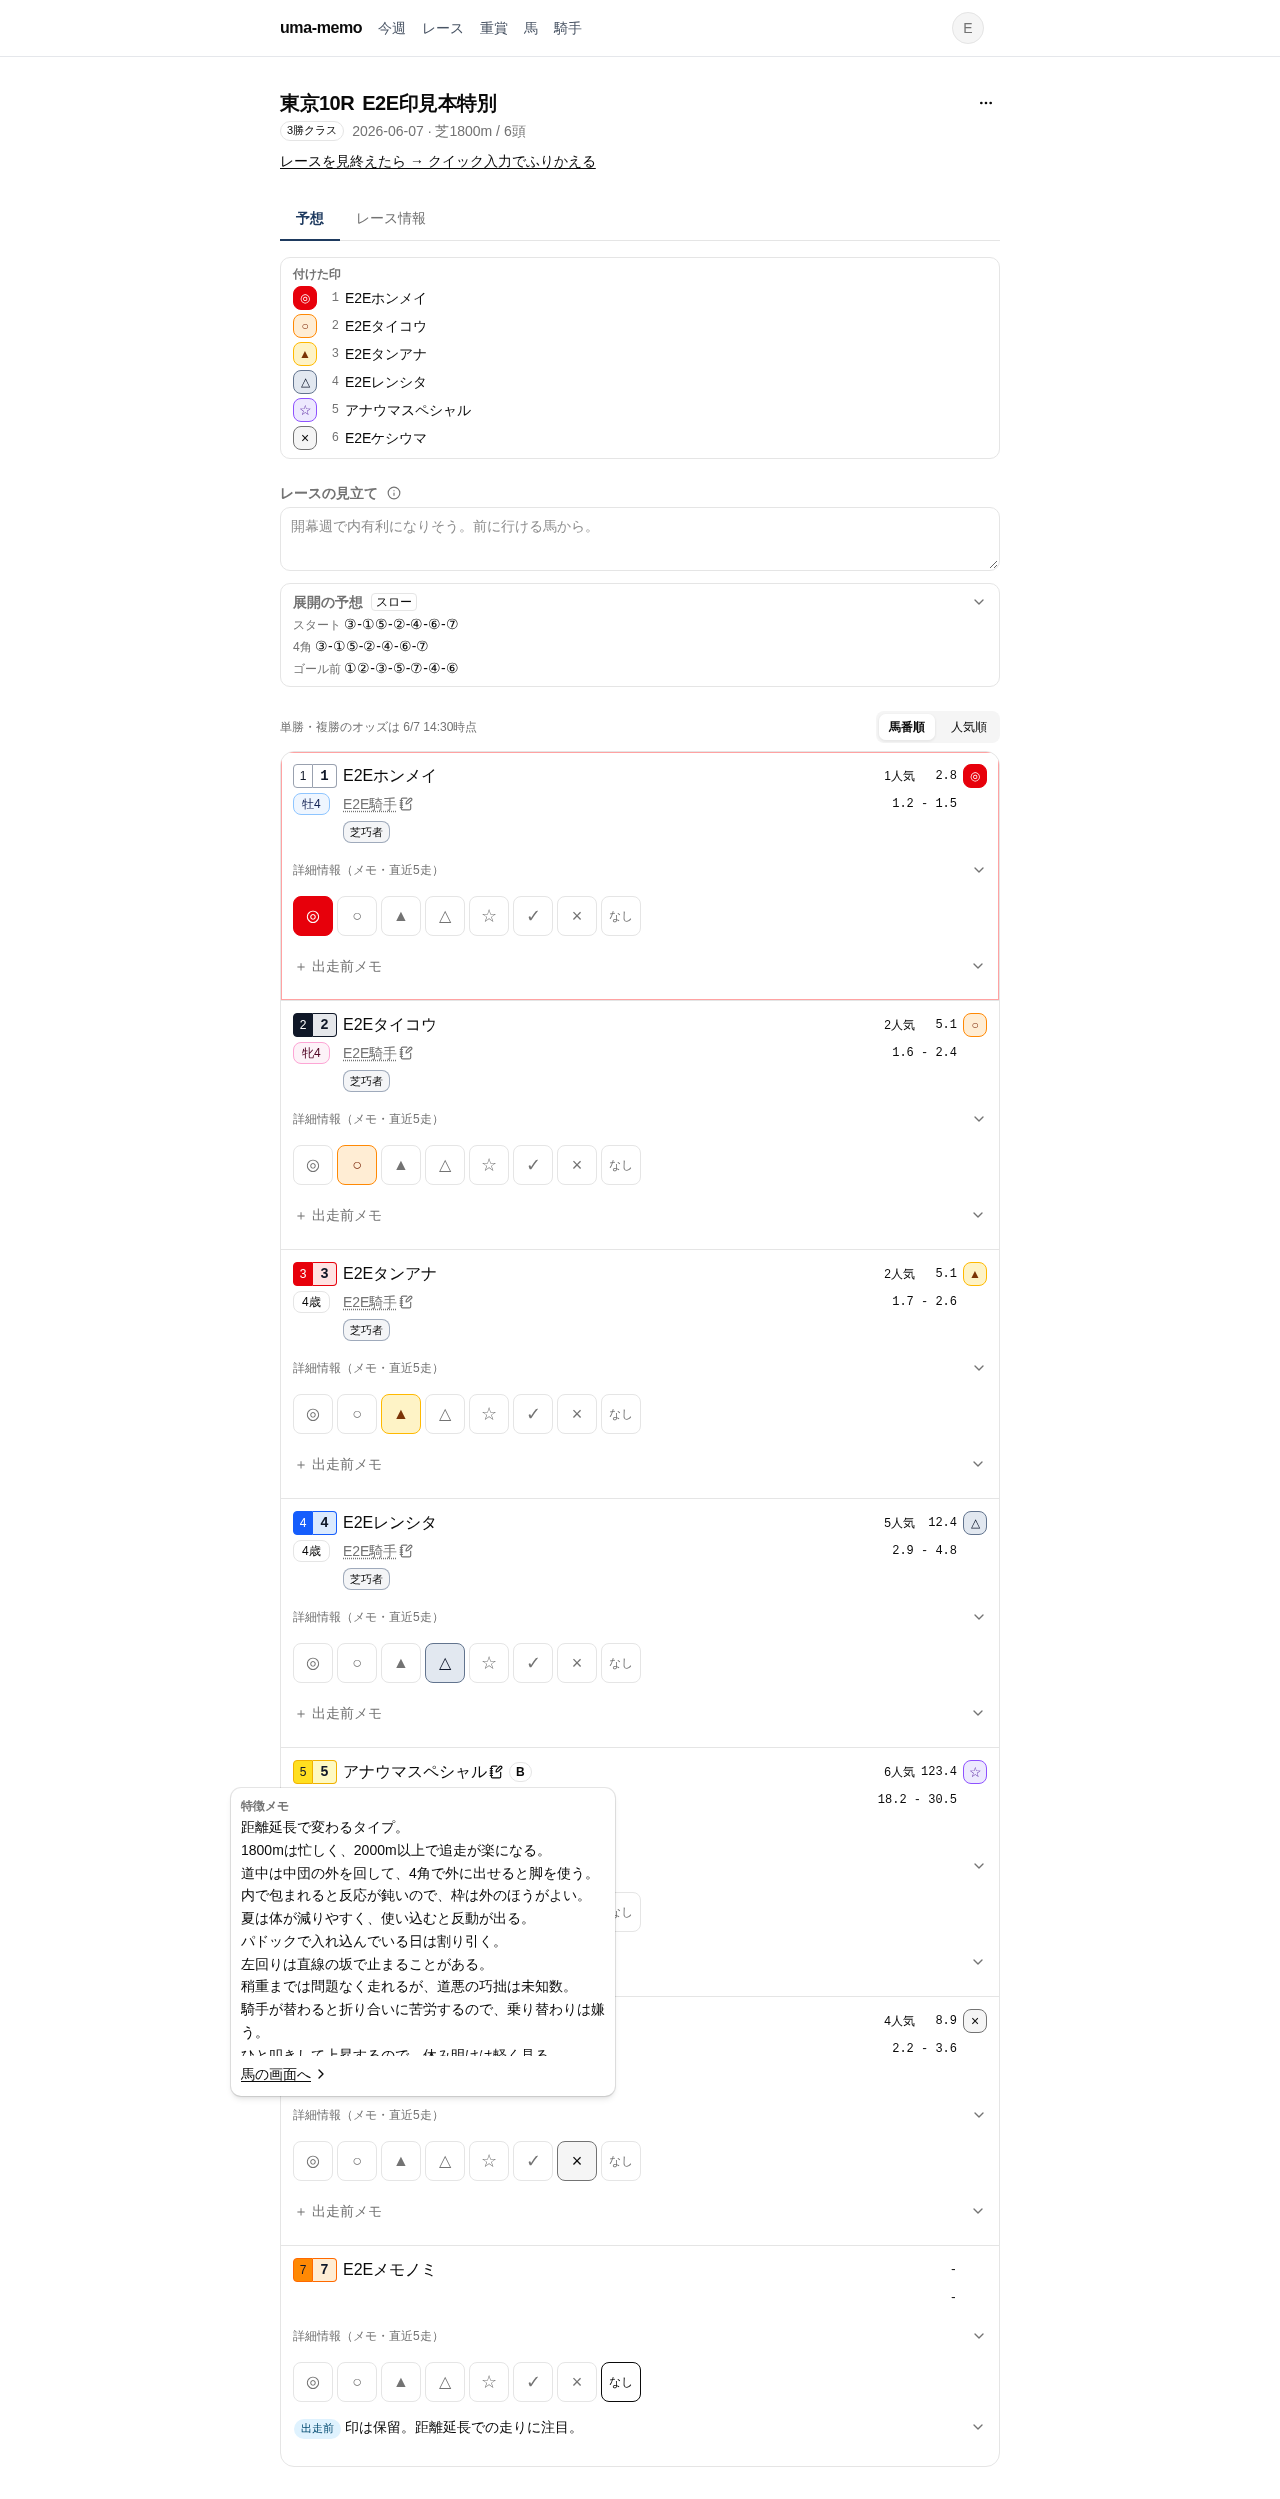 uma-memo 今週 レース 重賞 馬 騎手 E
東京10R E2E印見本特別 ···
3勝クラス 2026-06-07 · 芝1800m / 6頭
レースを見終えたら → クイック入力でふりかえる
予想 レース情報
付けた印
◎ 1 E2Eホンメイ
○ 2 E2Eタイコウ
▲ 3 E2Eタンアナ
△ 4 E2Eレンシタ
☆ 5 アナウマスペシャル
× 6 E2Eケシウマ
レースの見立て
開幕週で内有利になりそう。前に行ける馬から。
展開の予想 スロー
スタート ③-①⑤-②-④-⑥-⑦
4角 ③-①⑤-②-④-⑥-⑦
ゴール前 ①②-③-⑤-⑦-④-⑥
単勝・複勝のオッズは 6/7 14:30時点 馬番順 人気順
1 1 E2Eホンメイ 1人気 2.8 ◎
牡4 E2E騎手 1.2 - 1.5
芝巧者
詳細情報（メモ・直近5走）
◎ ○ ▲ △ ☆ ✓ × なし
＋ 出走前メモ
2 2 E2Eタイコウ 2人気 5.1 ○
牝4 E2E騎手 1.6 - 2.4
芝巧者
詳細情報（メモ・直近5走）
◎ ○ ▲ △ ☆ ✓ × なし
＋ 出走前メモ
3 3 E2Eタンアナ 2人気 5.1 ▲
4歳 E2E騎手 1.7 - 2.6
芝巧者
詳細情報（メモ・直近5走）
◎ ○ ▲ △ ☆ ✓ × なし
＋ 出走前メモ
4 4 E2Eレンシタ 5人気 12.4 △
4歳 E2E騎手 2.9 - 4.8
芝巧者
詳細情報（メモ・直近5走）
◎ ○ ▲ △ ☆ ✓ × なし
＋ 出走前メモ
5 5 アナウマスペシャル B 6人気 123.4 ☆
18.2 - 30.5
特徴メモ
距離延長で変わるタイプ。
1800mは忙しく、2000m以上で追走が楽になる。
道中は中団の外を回して、4角で外に出せると脚を使う。
内で包まれると反応が鈍いので、枠は外のほうがよい。
夏は体が減りやすく、使い込むと反動が出る。
パドックで入れ込んでいる日は割り引く。
左回りは直線の坂で止まることがある。
稍重までは問題なく走れるが、道悪の巧拙は未知数。
騎手が替わると折り合いに苦労するので、乗り替わりは嫌
う。
ひと叩きして上昇するので、休み明けは軽く見る
馬の画面へ
なし
4人気 8.9 ×
2.2 - 3.6
詳細情報（メモ・直近5走）
◎ ○ ▲ △ ☆ ✓ × なし
＋ 出走前メモ
7 7 E2Eメモノミ -
-
詳細情報（メモ・直近5走）
◎ ○ ▲ △ ☆ ✓ × なし
出走前 印は保留。距離延長での走りに注目。